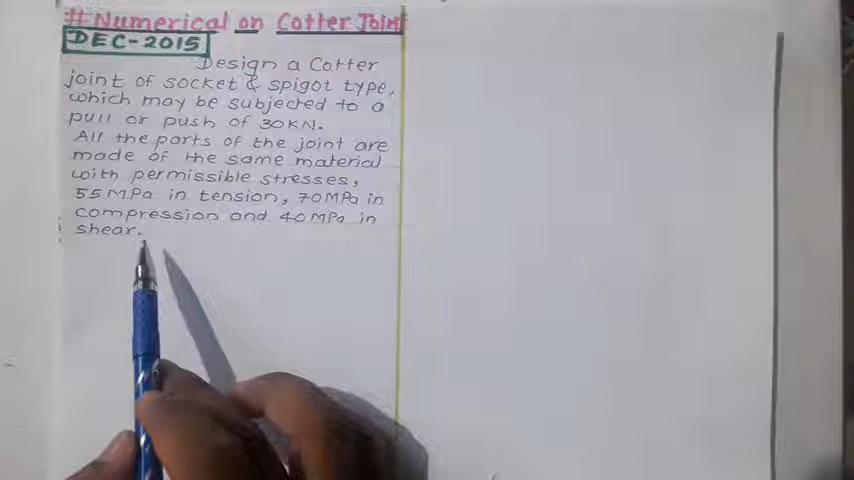 #Numerical on Cotter Joint
DEC-2015
Design a Cotter
joint of socket & spigot type,
which may be subjected to a
pull or push of 30KN.
All the parts of the joint are
made of the same material
with permissible stresses,
55MPa in tension, 70MPa in
compression and 40MPa in
shear.